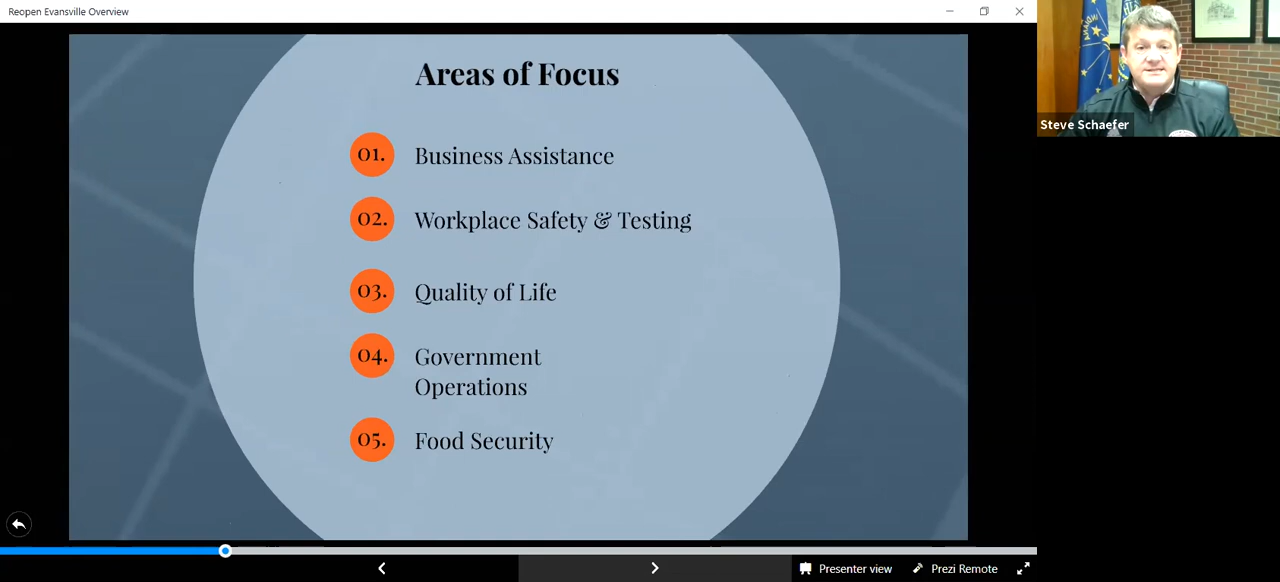 Reopen Evansville Overview
Areas of Focus
01. Business Assistance
02. Workplace Safety & Testing
03. Quality of Life
04. Government
Operations
05. Food Security
INDIANA
Steve Schaefer
Presenter view
Prezi Remote